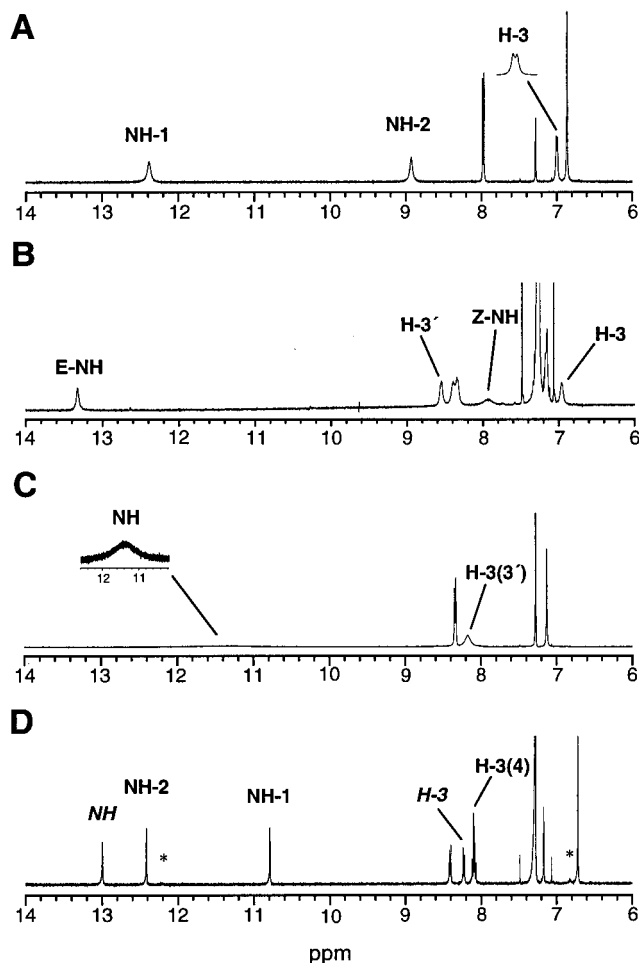 A
H-3
NH-1
NH-2
14 13 12 11 10 9 8 7 6
B
H-3´
Z-NH
E-NH
H-3
14 13 12 11 10 9 8 7 6
C
NH
12 11
H-3(3´)
14 13 12 11 10 9 8 7 6
D
NH-2
H-3(4)
NH
NH-1
H-3
*
*
14 13 12 11 10 9 8 7 6
ppm